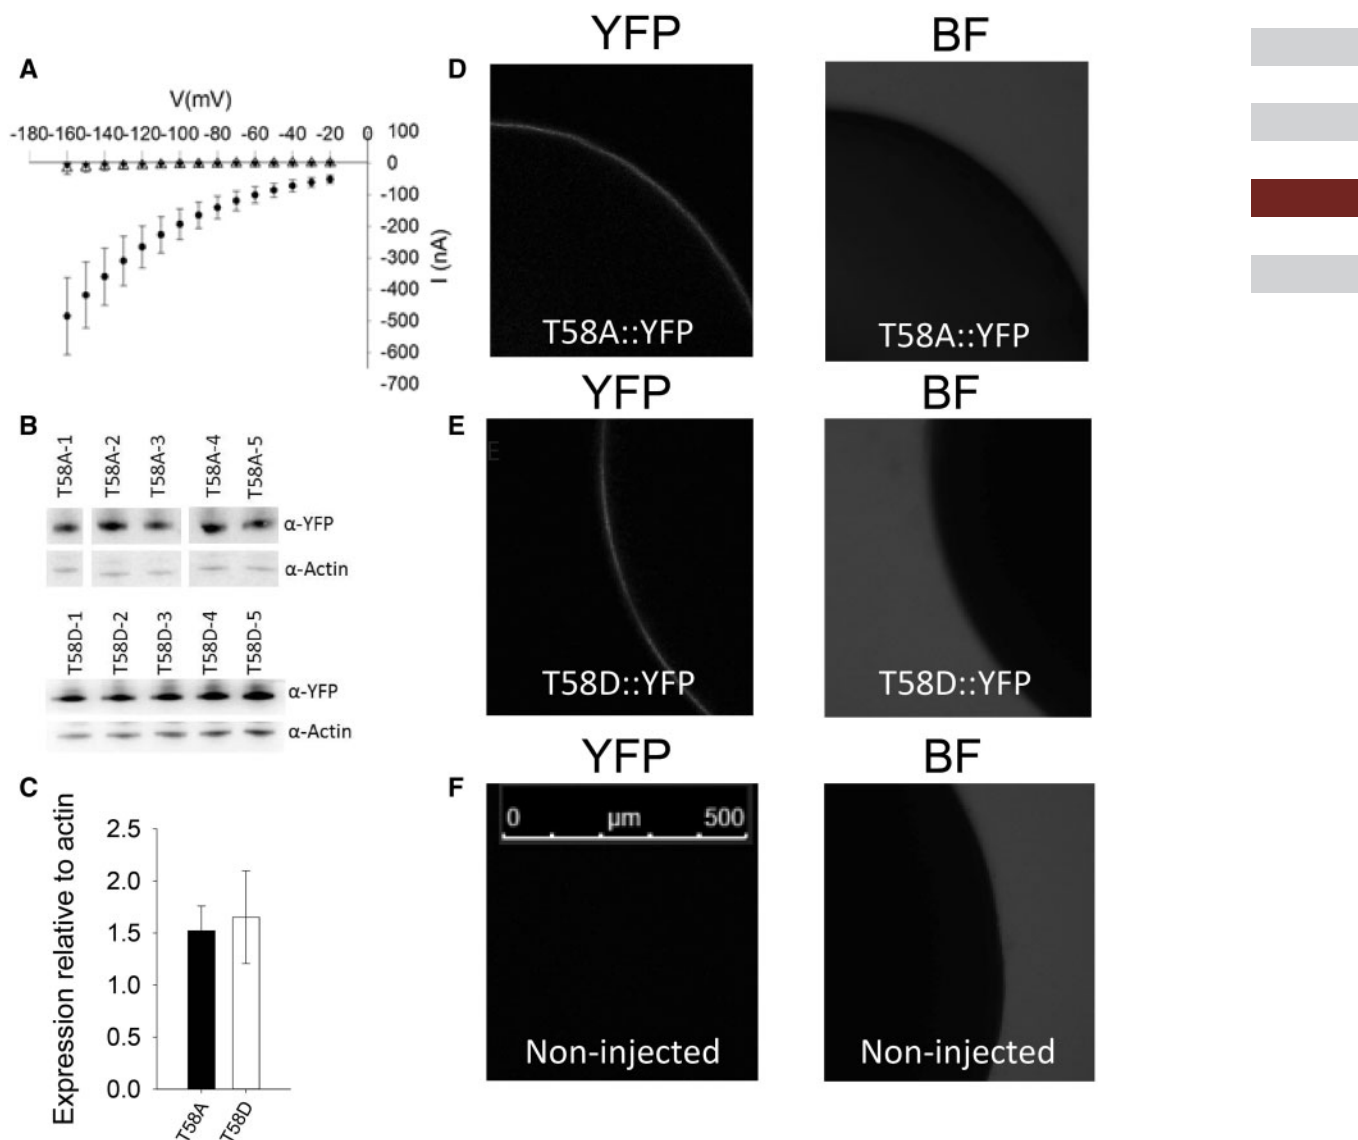 A
V(mV)
-180 -160 -140 -120 -100 -80 -60 -40 -20 0
100
0
-100
-200
-300
-400
-500
-600
-700
I (nA)
B
T58A-1
T58A-2
T58A-3
T58A-4
T58A-5
α-YFP
α-Actin
T58D-1
T58D-2
T58D-3
T58D-4
T58D-5
α-YFP
α-Actin
C
Expression relative to actin
2.5
2.0
1.5
1.0
0.5
0.0
T58A
T58D
D
YFP
BF
T58A::YFP
T58A::YFP
E
YFP
BF
E
T58D::YFP
T58D::YFP
F
YFP
BF
0 µm 500
Non-injected
Non-injected